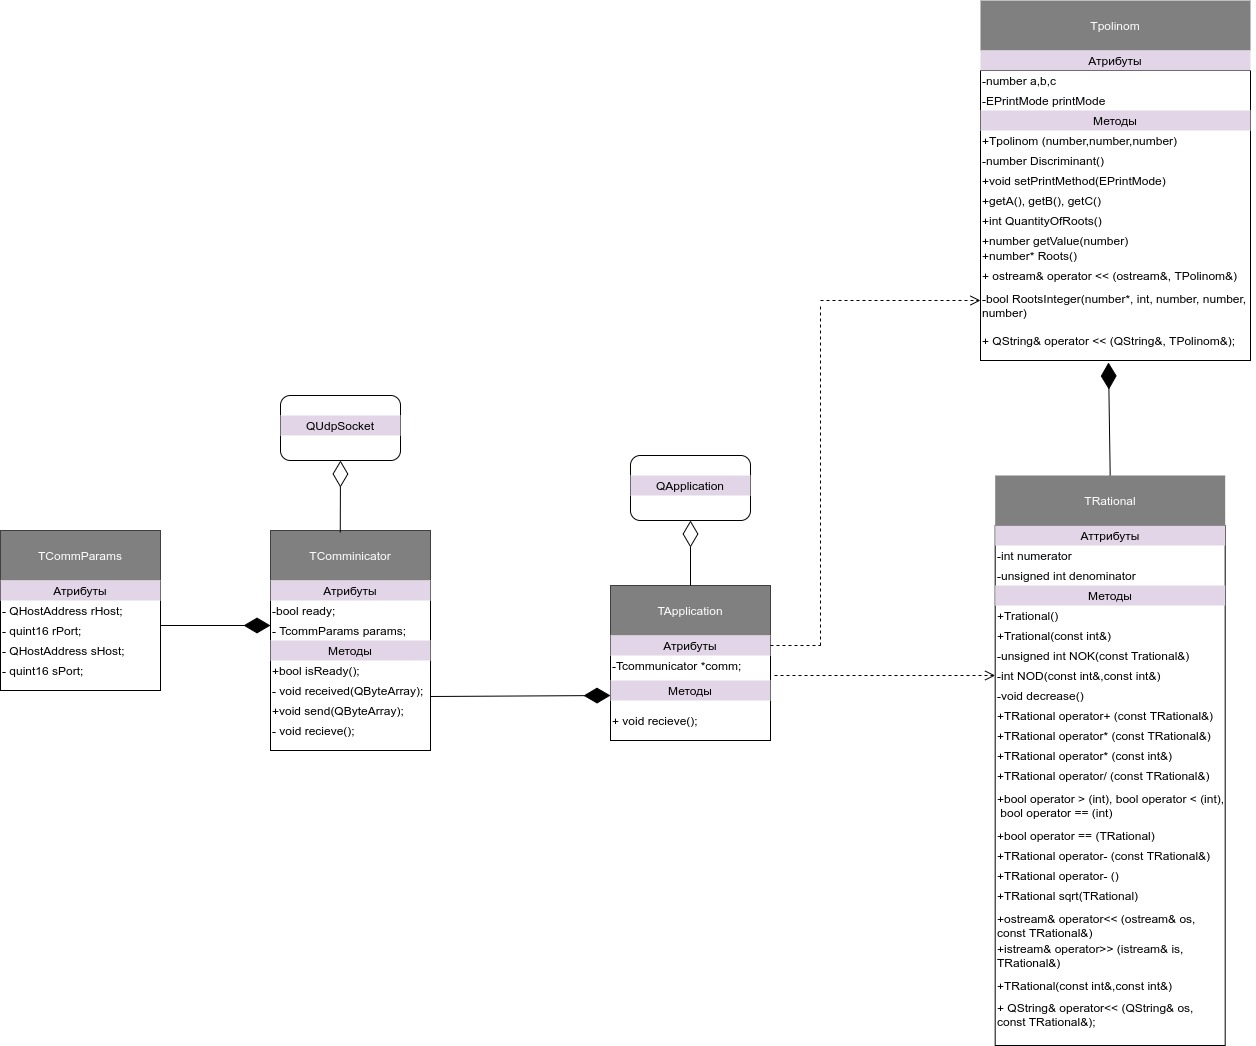 Tpolinom
Атрибуты
-number a,b,c
-EPrintMode printMode
Методы
+Tpolinom (number,number,number)
-number Discriminant()
+void setPrintMethod(EPrintMode)
+getA(), getB(), getC()
+int QuantityOfRoots()
+number getValue(number)
+number* Roots()
+ ostream& operator << (ostream&, TPolinom&)
-bool RootsInteger(number*, int, number, number,
number)
+ QString& operator << (QString&, TPolinom&);
QUdpSocket
QApplication
TCommParams
Атрибуты
- QHostAddress rHost;
- quint16 rPort;
- QHostAddress sHost;
- quint16 sPort;
TComminicator
Атрибуты
-bool ready;
- TcommParams params;
Методы
+bool isReady();
- void received(QByteArray);
+void send(QByteArray);
- void recieve();
TApplication
Атрибуты
-Tcommunicator *comm;
Методы
+ void recieve();
TRational
Аттрибуты
-int numerator
-unsigned int denominator
Методы
+Trational()
+Trational(const int&)
-unsigned int NOK(const Trational&)
-int NOD(const int&,const int&)
-void decrease()
+TRational operator+ (const TRational&)
+TRational operator* (const TRational&)
+TRational operator* (const int&)
+TRational operator/ (const TRational&)
+bool operator > (int), bool operator < (int),
bool operator == (int)
+bool operator == (TRational)
+TRational operator- (const TRational&)
+TRational operator- ()
+TRational sqrt(TRational)
+ostream& operator<< (ostream& os,
const TRational&)
+istream& operator>> (istream& is,
TRational&)
+TRational(const int&,const int&)
+ QString& operator<< (QString& os,
const TRational&);